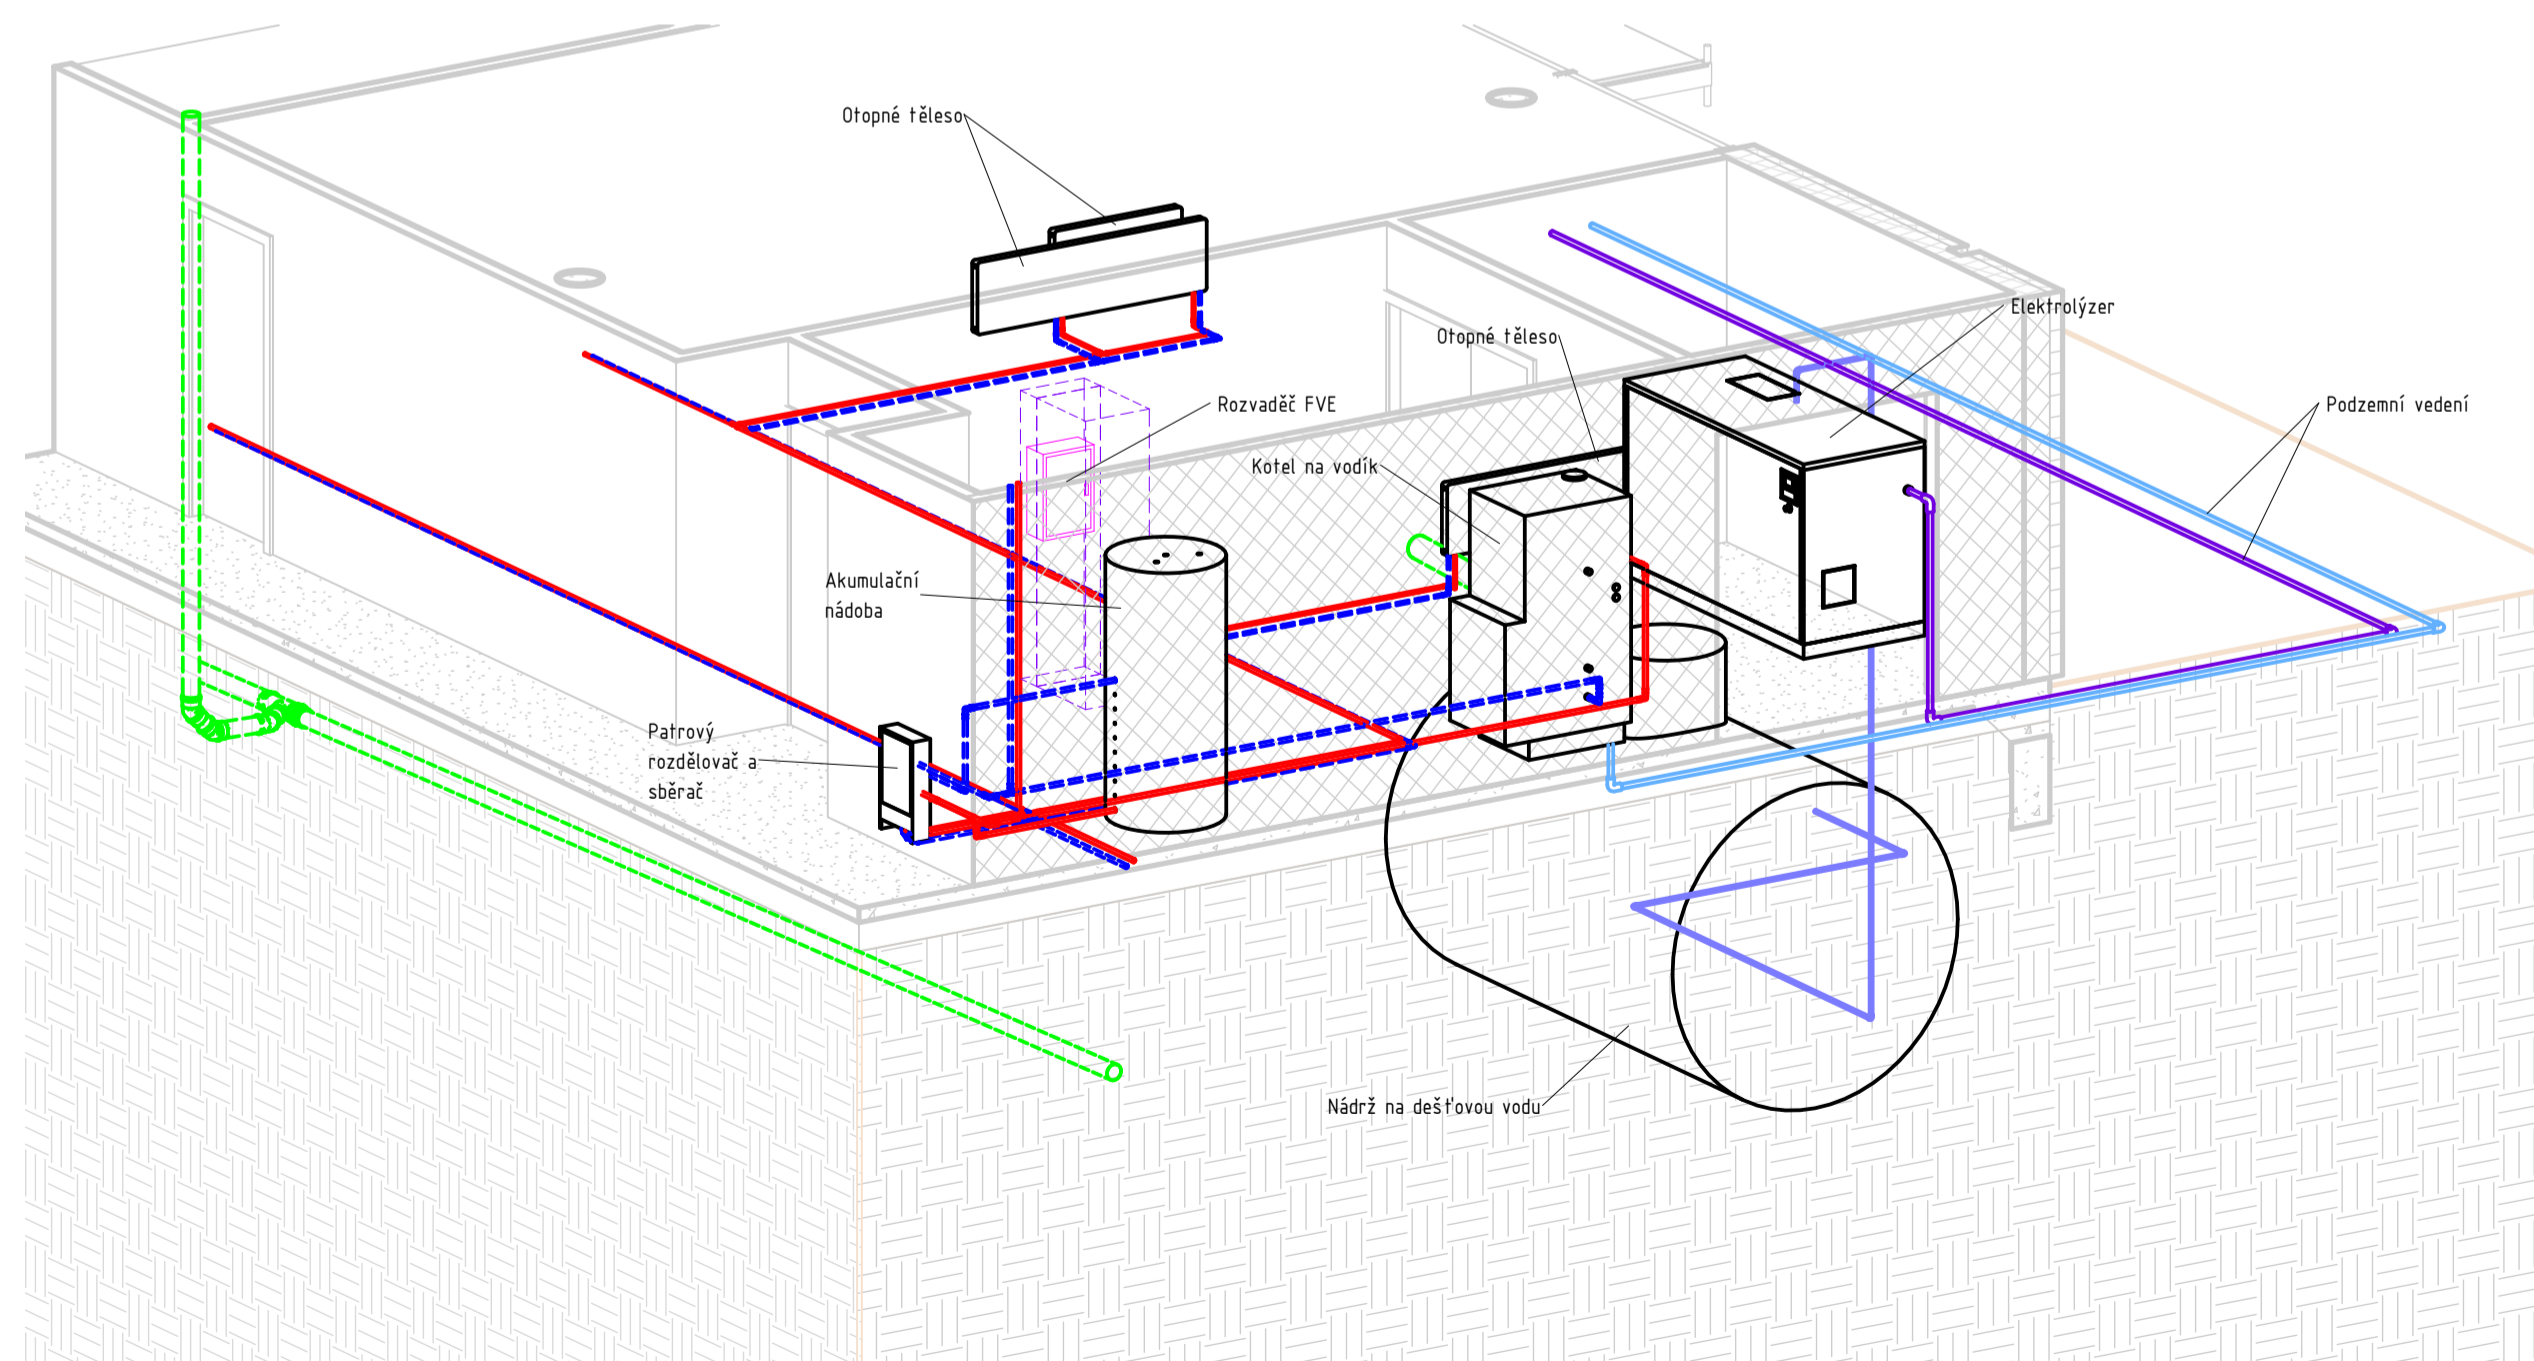 Otopné těleso
Elektrolýzer
Otopné těleso
Rozvaděč FVE
Podzemní vedení
Kotel na vodík
Akumulační
nádoba
Patrový
rozdělovač a
sběrač
Nádrž na dešťovou vodu